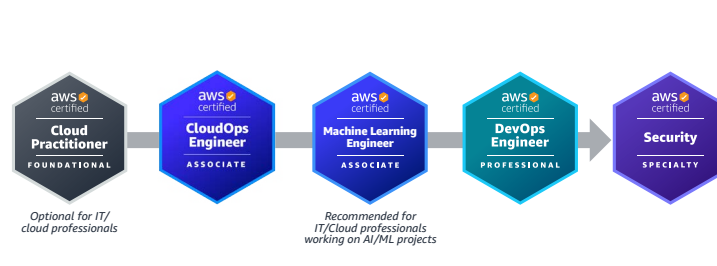 aws
certified
Cloud
Practitioner
FOUNDATIONAL
Optional for IT/
cloud professionals
aws
certified
CloudOps
Engineer
ASSOCIATE
aws
certified
Machine Learning
Engineer
ASSOCIATE
Recommended for
IT/Cloud professionals
working on AI/ML projects
aws
certified
DevOps
Engineer
PROFESSIONAL
aws
certified
Security
SPECIALTY